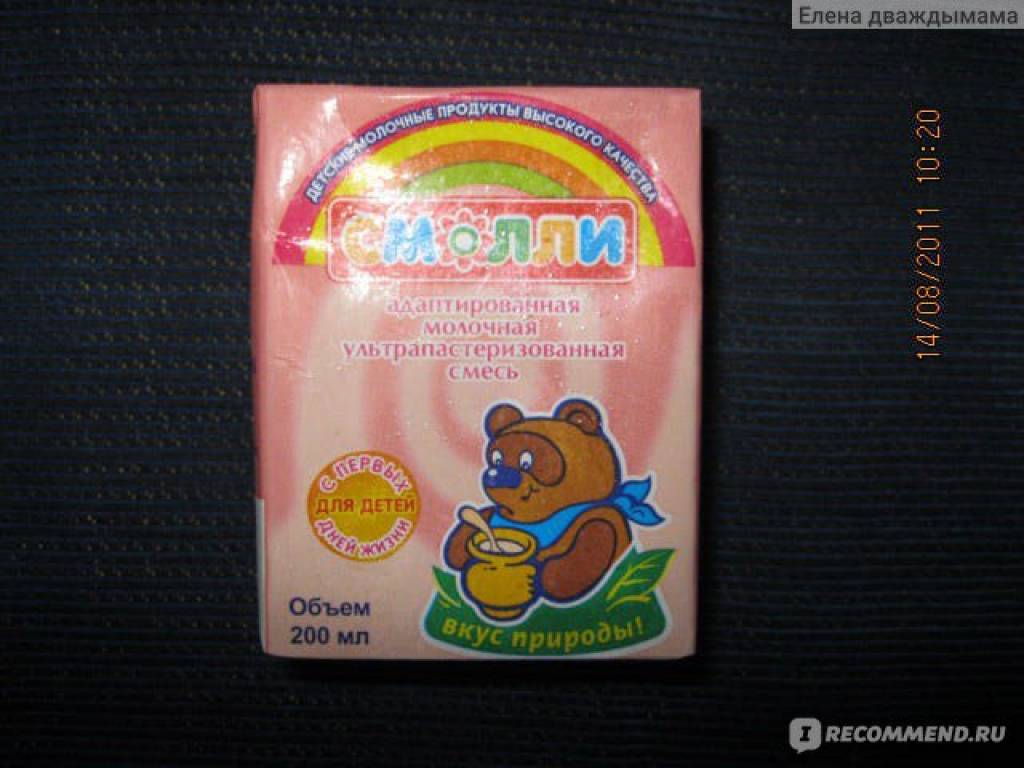 Елена дваждымама
ДЕТСКИЕ МОЛОЧНЫЕ ПРОДУКТЫ ВЫСОКОГО КАЧЕСТВА
СМОЛЛИ
адаптированная
молочная
ультрапастеризованная
смесь
С ПЕРВЫХ
ДЛЯ ДЕТЕЙ
ДНЕЙ ЖИЗНИ
Объем
200 мл
вкус природы!
14/08/2011 10:20
IRECOMMEND.RU